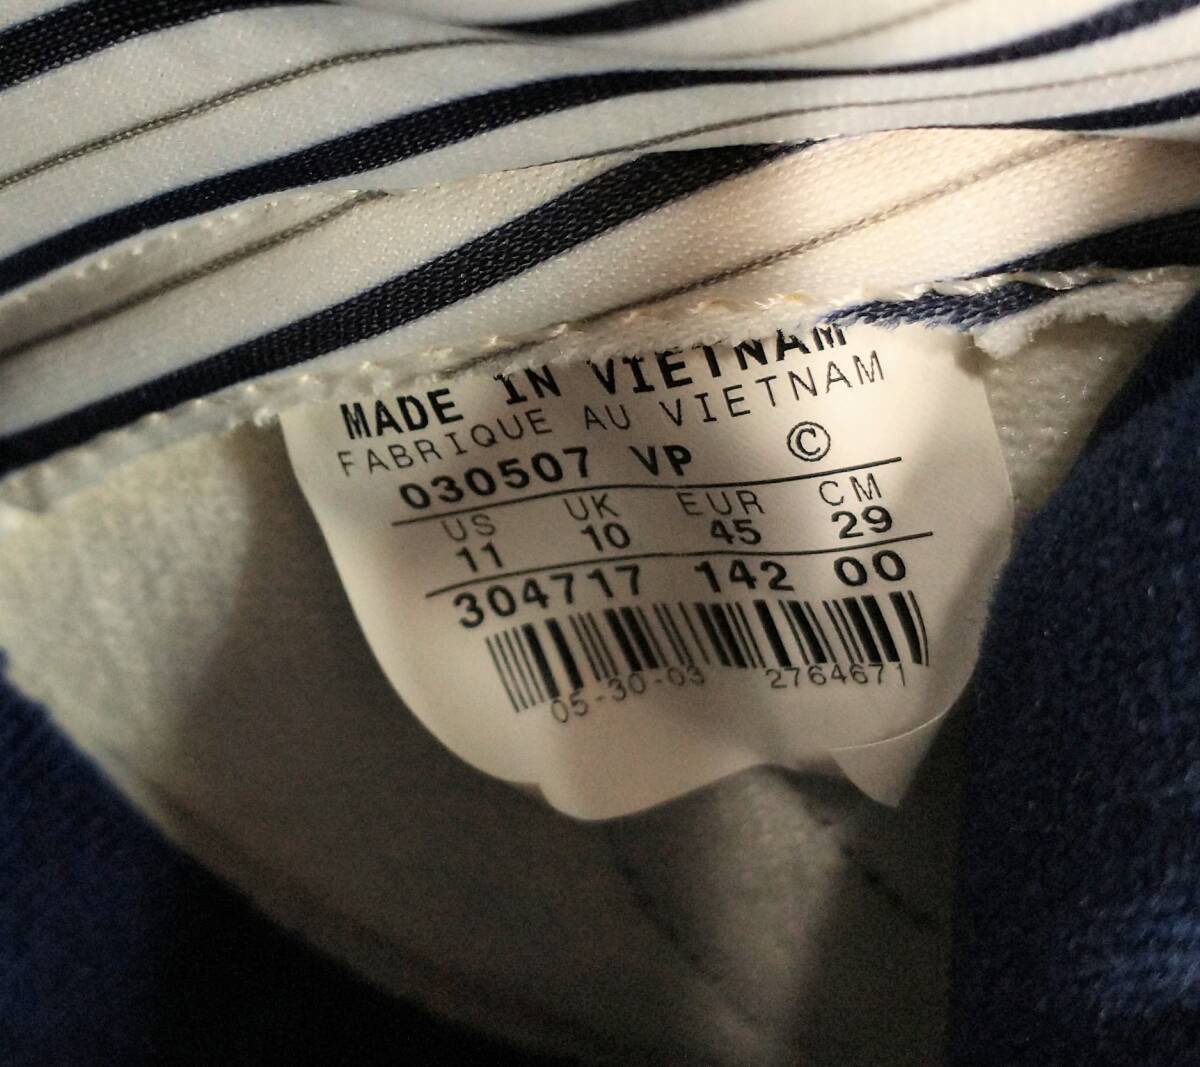 MADE IN VIETNAM
FABRIQUE AU VIETNAM
030507 VP ©
US UK EUR CM
11 10 45 29
304717 142 00
05-30-03 2764671